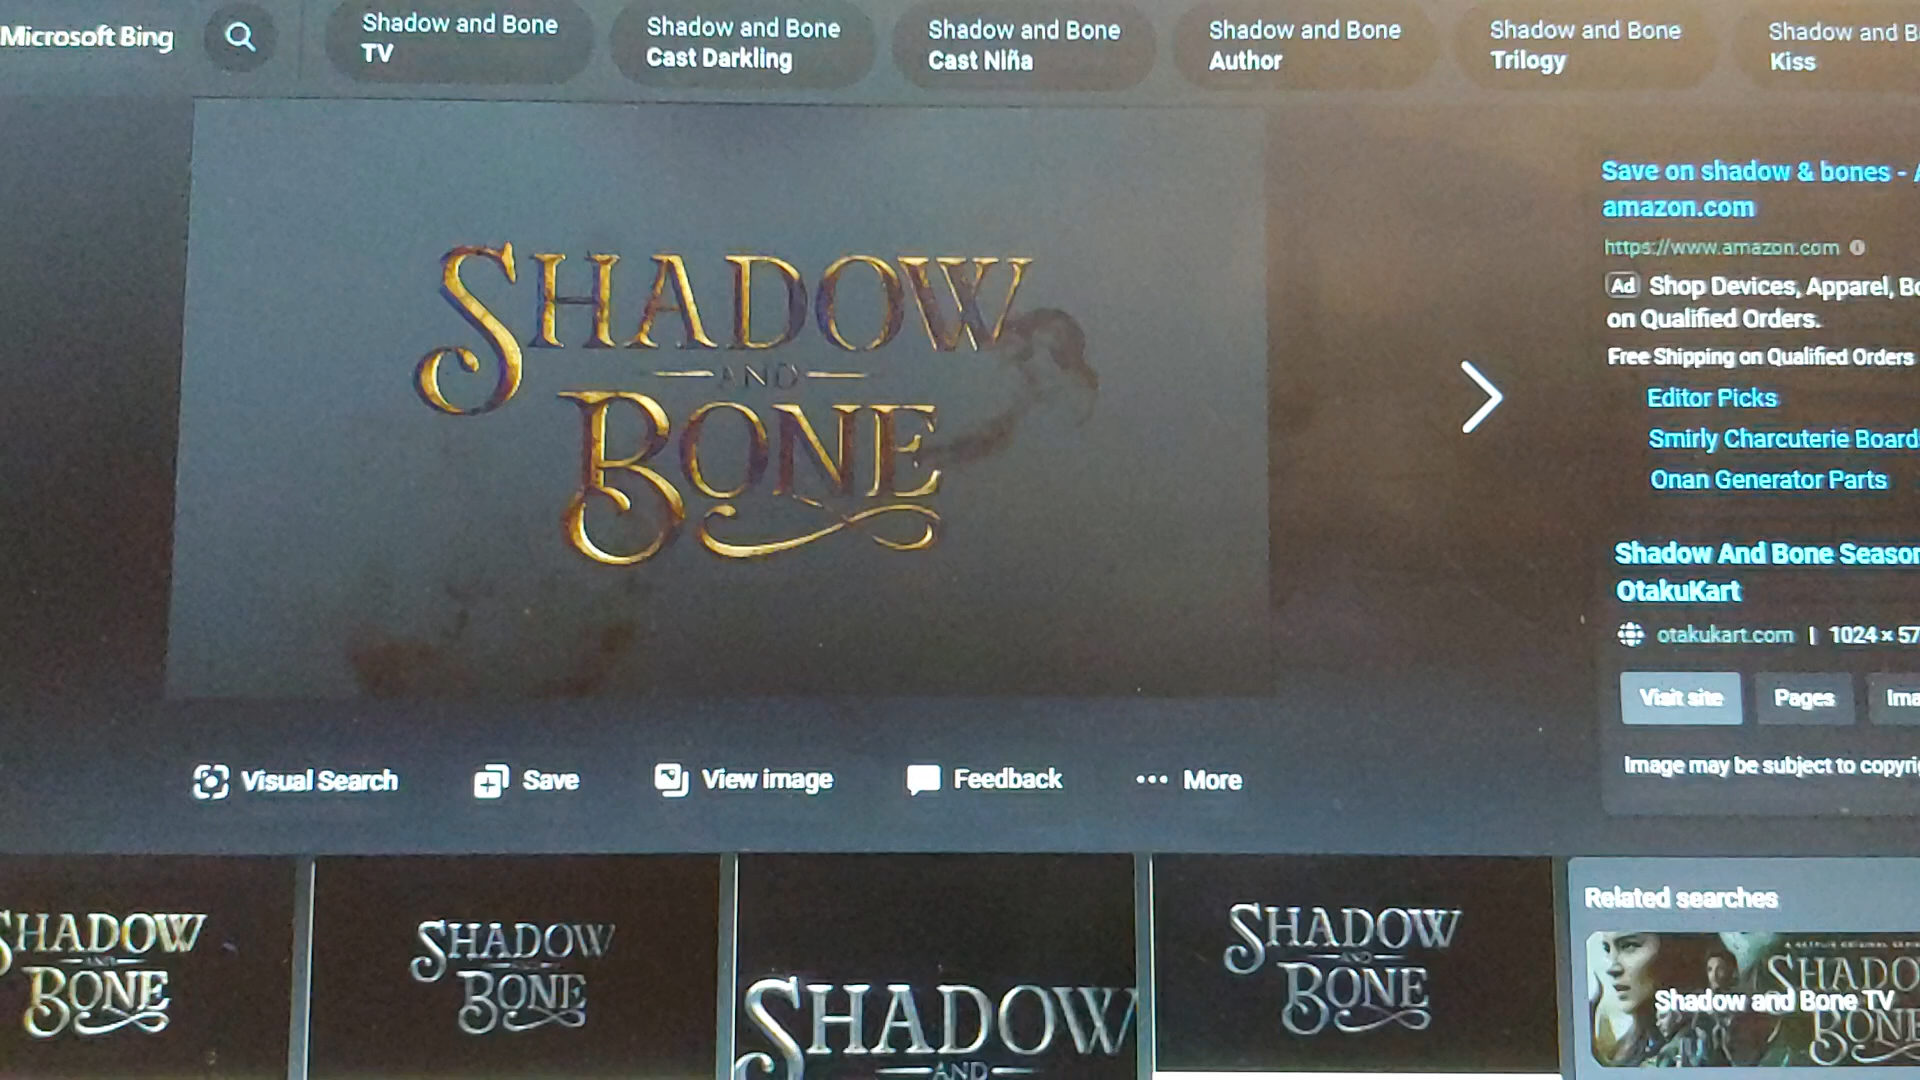 Microsoft Bing
Shadow and Bone
TV
Shadow and Bone
Cast Darkling
Shadow and Bone
Cast Niña
Shadow and Bone
Author
Shadow and Bone
Trilogy
Shadow and B
Kiss
SHADOW
AND
BONE
Save on shadow & bones -
amazon.com
https://www.amazon.com
Ad Shop Devices, Apparel, Bo
on Qualified Orders.
Free Shipping on Qualified Orders
Editor Picks
Smirly Charcuterie Board
Onan Generator Parts
Shadow And Bone Season
OtakuKart
otakukart.com | 1024 × 57
Visit site Pages Ima
Image may be subject to copyri
Visual Search Save View image Feedback More
SHADOW
AND
BONE
SHADOW
BONE
SHADOW
AND
SHADOW
AND
BONE
Related searches
SHADO
Shadow and Bone TV
BONE